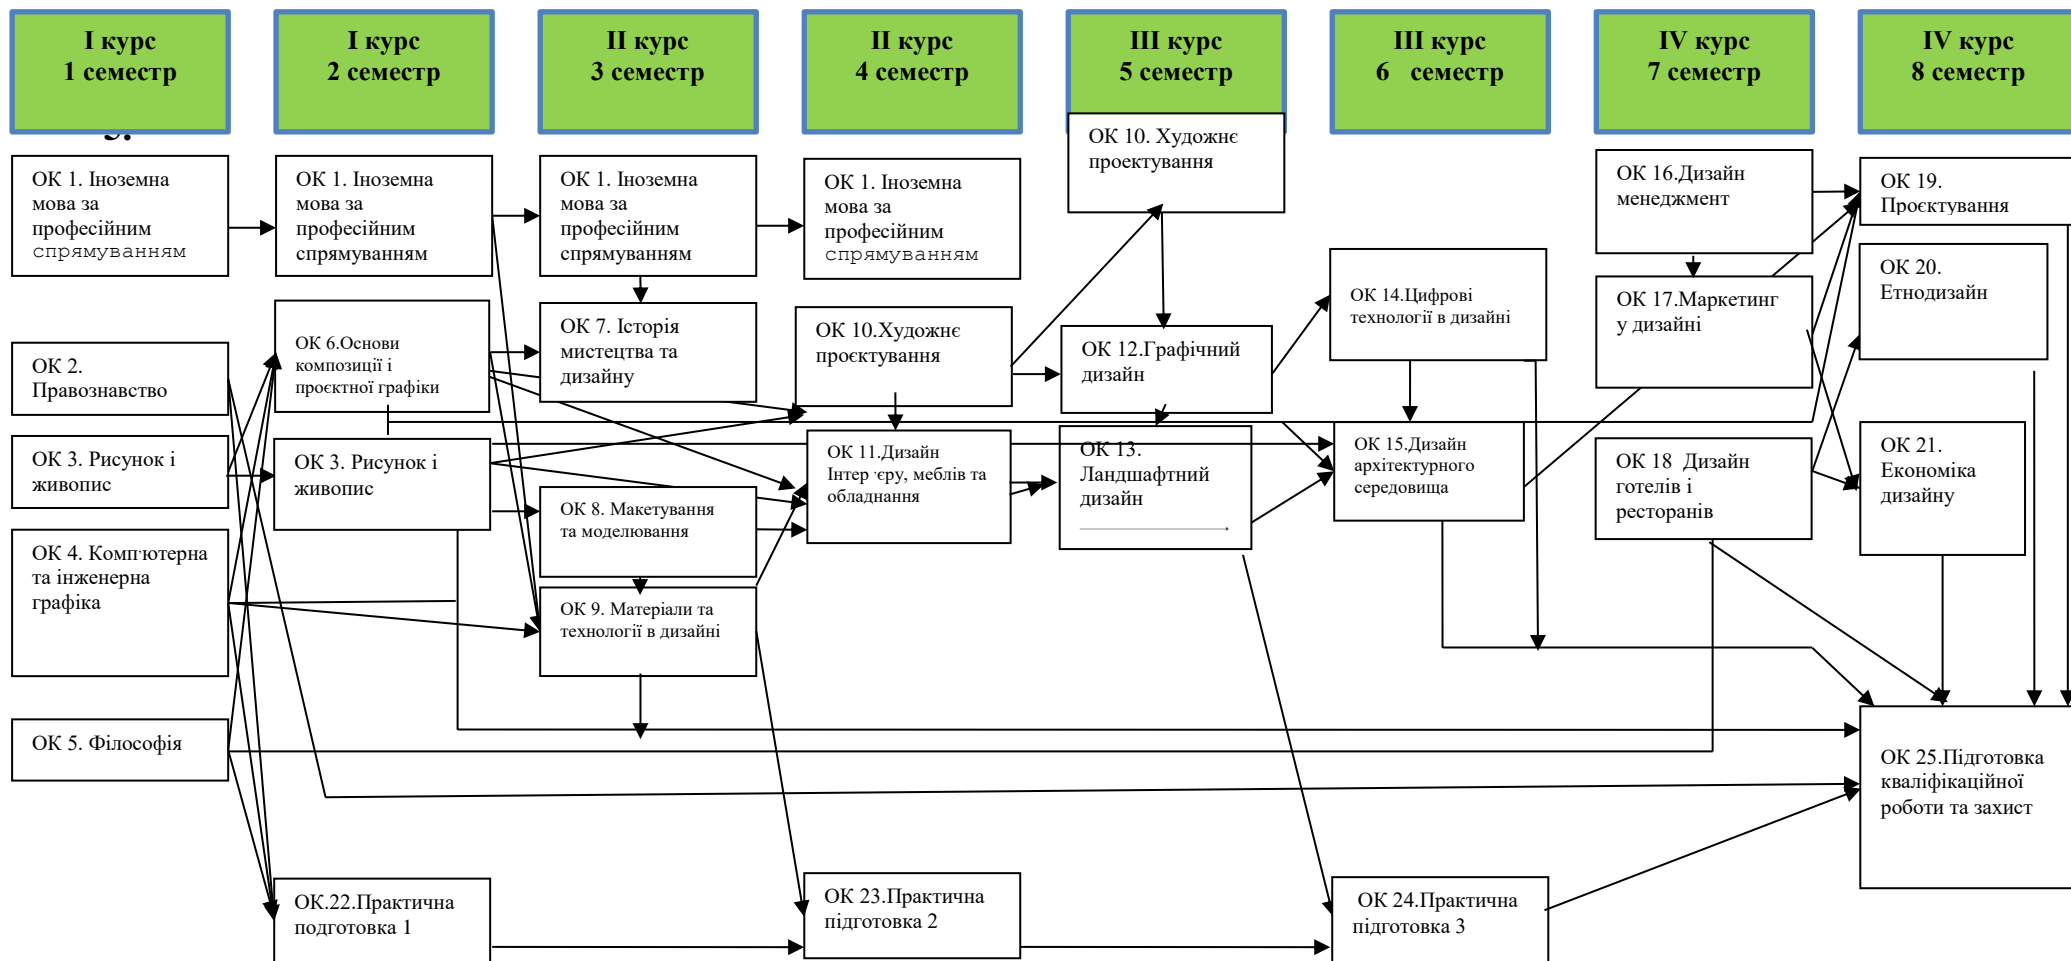 I курс
1 семестр
I курс
2 семестр
II курс
3 семестр
II курс
4 семестр
III курс
5 семестр
III курс
6 семестр
IV курс
7 семестр
IV курс
8 семестр
ОК 1. Іноземна
мова за
професійним
спрямуванням
ОК 2.
Правознавство
ОК 3. Рисунок і
живопис
ОК 4. Комп'ютерна
та інженерна
графіка
ОК 5. Філософія
ОК 1. Іноземна
мова за
професійним
спрямуванням
ОК 6.Основи
композиції і
проєктної графіки
ОК 3. Рисунок і
живопис
ОК.22.Практична
подготовка 1
ОК 1. Іноземна
мова за
професійним
спрямуванням
ОК 7. Історія
мистецтва та
дизайну
ОК 8. Макетування
та моделювання
ОК 9. Матеріали та
технології в дизайні
ОК 1. Іноземна
мова за
професійним
спрямуванням
ОК 10.Художнє
проєктування
ОК 11.Дизайн
Інтер'єру, меблів та
обладнання
ОК 23.Практична
підготовка 2
ОК 10. Художнє
проектування
ОК 12.Графічний
дизайн
ОК 13.
Ландшафтний
дизайн
ОК 14.Цифрові
технології в дизайні
ОК 15.Дизайн
архітектурного
середовища
ОК 24.Практична
підготовка 3
ОК 16.Дизайн
менеджмент
ОК 17.Маркетинг
у дизайні
ОК 18 Дизайн
готелів і
ресторанів
ОК 19.
Проєктування
ОК 20.
Етнодизайн
ОК 21.
Економіка
дизайну
ОК 25.Підготовка
кваліфікаційної
роботи та захист